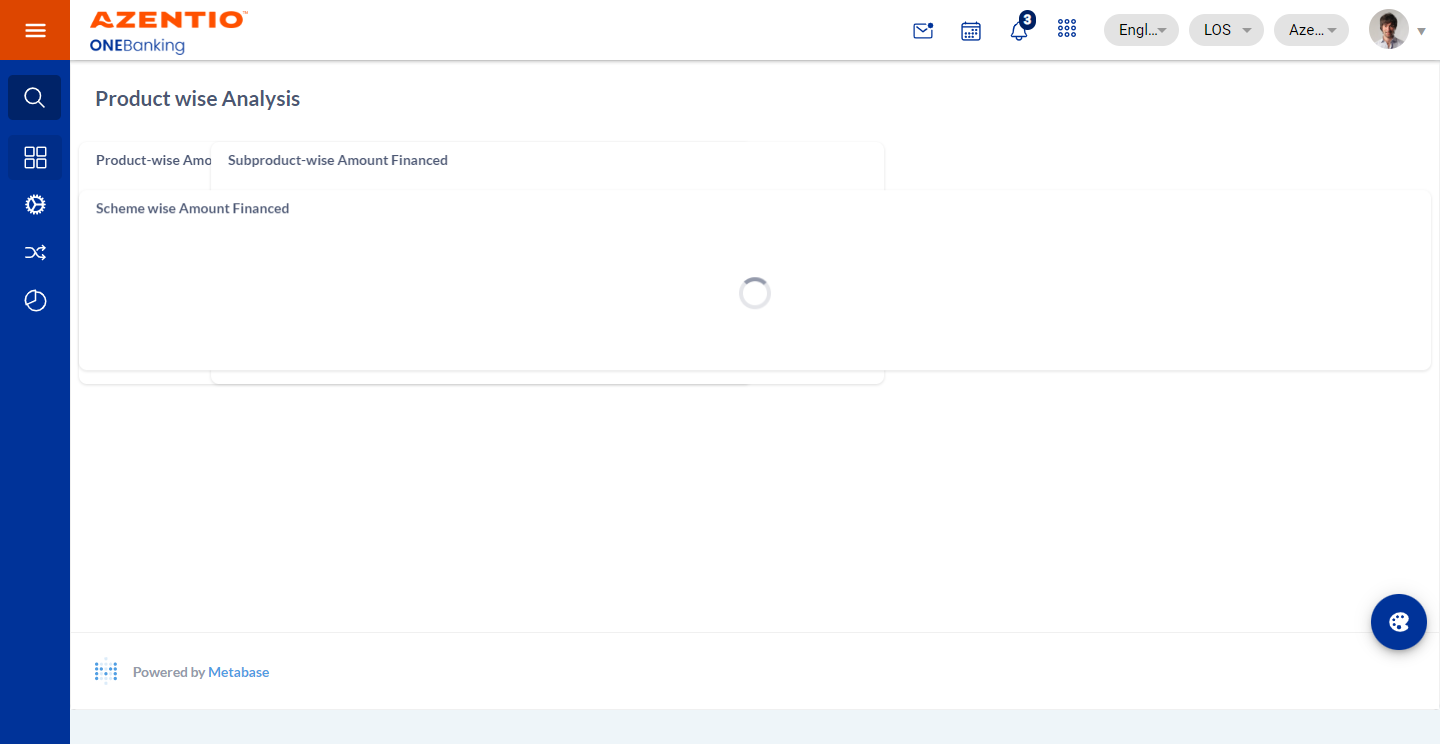 AZENTIO™
ONEBanking
3
Engl...
LOS
Aze...
Product wise Analysis
Product-wise Amo
Subproduct-wise Amount Financed
Scheme wise Amount Financed
Powered by Metabase